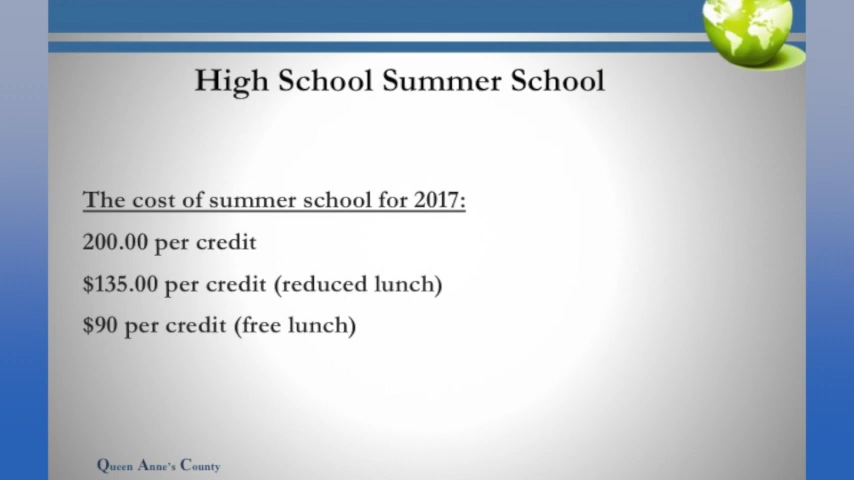 High School Summer School
The cost of summer school for 2017:
200.00 per credit
$135.00 per credit (reduced lunch)
$90 per credit (free lunch)
Queen Anne's County